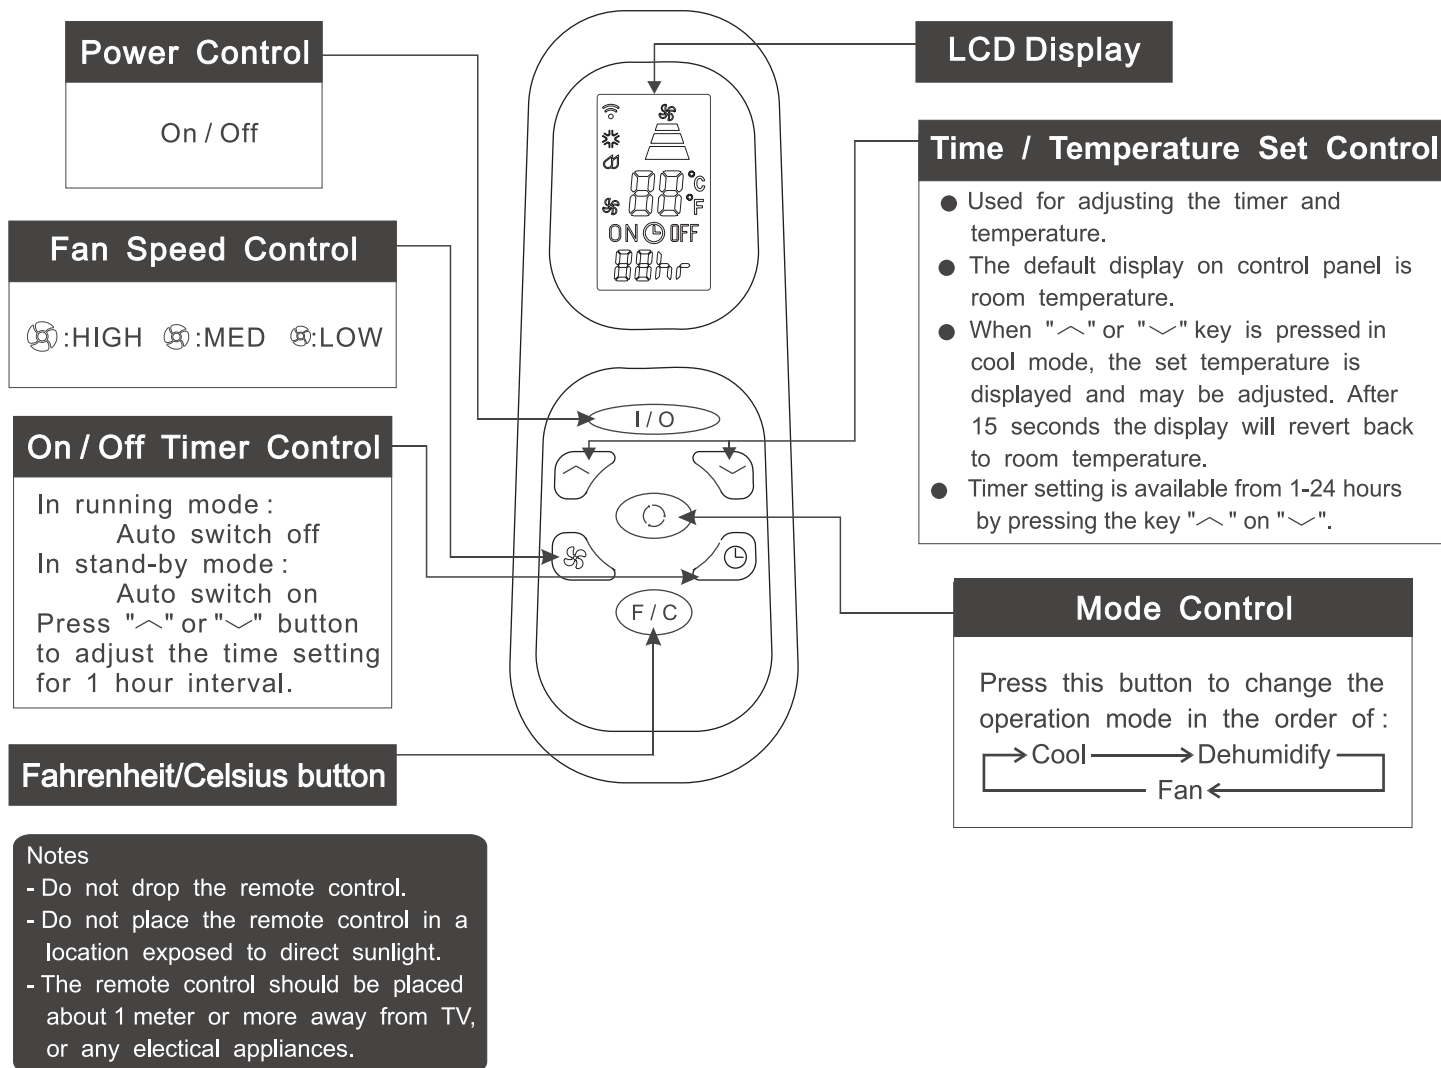 Power Control
On / Off
Fan Speed Control
:HIGH :MED :LOW
On / Off Timer Control
In running mode :
Auto switch off
In stand-by mode :
Auto switch on
Press "︿" or "﹀" button
to adjust the time setting
for 1 hour interval.
Fahrenheit/Celsius button
Notes
- Do not drop the remote control.
- Do not place the remote control in a
location exposed to direct sunlight.
- The remote control should be placed
about 1 meter or more away from TV,
or any electical appliances.
88 °C
°F
ON OFF
88hr
I / O
F / C
LCD Display
Time / Temperature Set Control
● Used for adjusting the timer and
temperature.
● The default display on control panel is
room temperature.
● When "︿" or "﹀" key is pressed in
cool mode, the set temperature is
displayed and may be adjusted. After
15 seconds the display will revert back
to room temperature.
● Timer setting is available from 1-24 hours
by pressing the key "︿" on "﹀".
Mode Control
Press this button to change the
operation mode in the order of :
Cool → Dehumidify
Fan